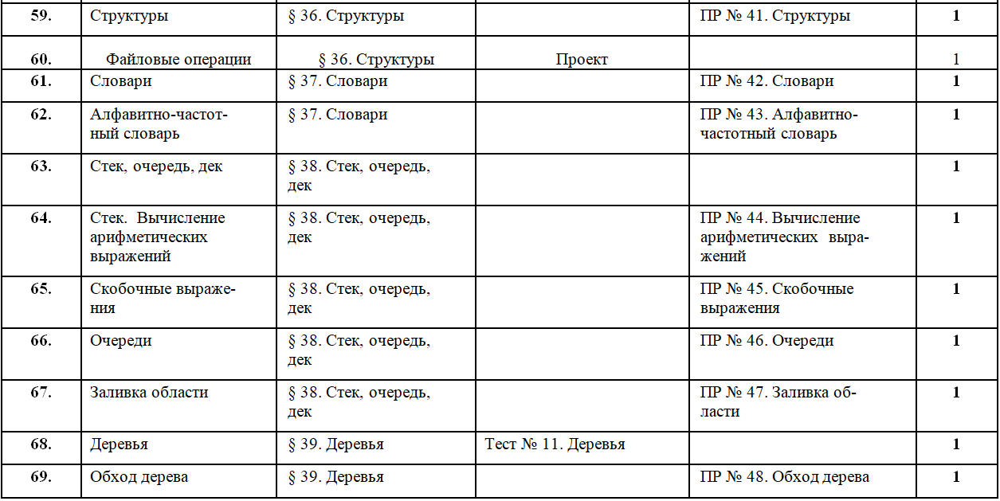 59. Структуры § 36. Структуры ПР № 41. Структуры 1
60. Файловые операции § 36. Структуры Проект 1
61. Словари § 37. Словари ПР № 42. Словари 1
62. Алфавитно-частот- § 37. Словари ПР № 43. Алфавитно- 1
ный словарь частотный словарь
63. Стек, очередь, дек § 38. Стек, очередь, 1
дек
64. Стек. Вычисление § 38. Стек, очередь, ПР № 44. Вычисление 1
арифметических дек арифметических выра-
выражений жений
65. Скобочные выраже- § 38. Стек, очередь, ПР № 45. Скобочные 1
ния дек выражения
66. Очереди § 38. Стек, очередь, ПР № 46. Очереди 1
дек
67. Заливка области § 38. Стек, очередь, ПР № 47. Заливка об- 1
дек ласти
68. Деревья § 39. Деревья Тест № 11. Деревья 1
69. Обход дерева § 39. Деревья ПР № 48. Обход дерева 1